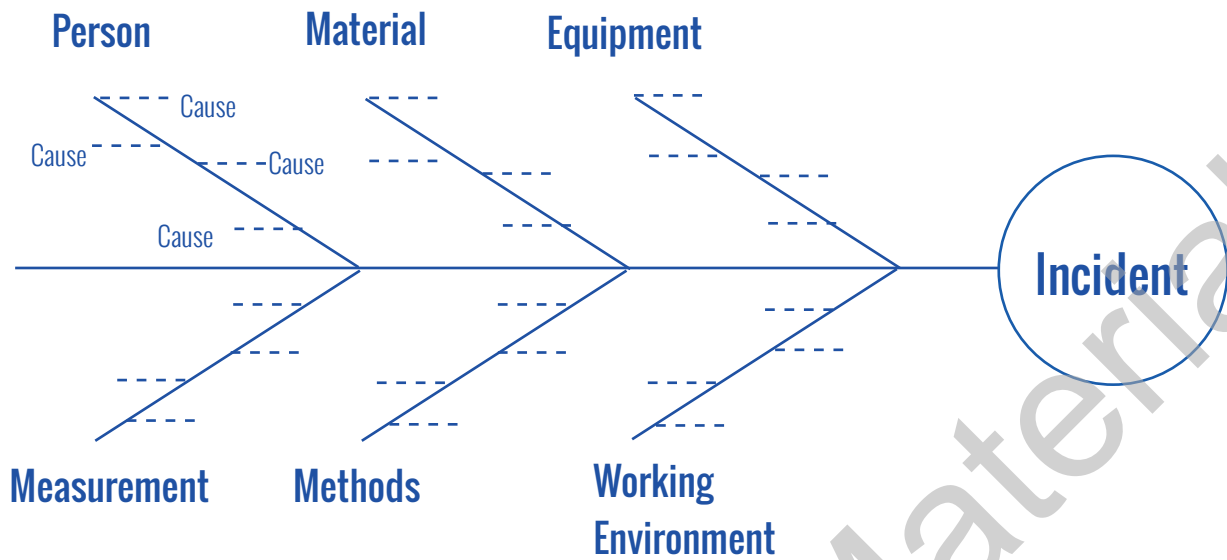 Person
Material
Equipment
Cause
Cause
Cause
Cause
Incident
Measurement
Methods
Working
Environment